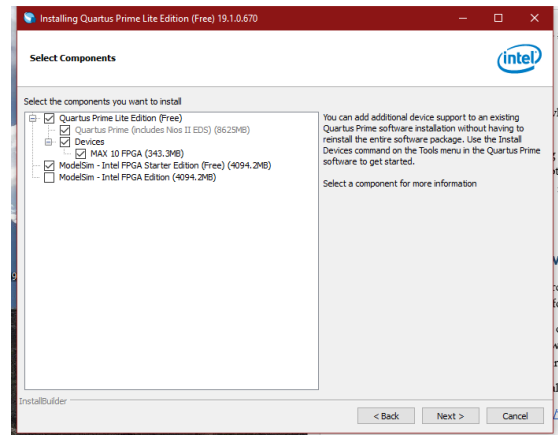 Installing Quartus Prime Lite Edition (Free) 19.1.0.670
Select Components
intel
Select the components you want to install
Quartus Prime Lite Edition (Free)
Quartus Prime (includes Nios II EDS) (8625MB)
Devices
MAX 10 FPGA (343.3MB)
ModelSim - Intel FPGA Starter Edition (Free) (4094.2MB)
ModelSim - Intel FPGA Edition (4094.2MB)
You can add additional device support to an existing
Quartus Prime software installation without having to
reinstall the entire software package. Use the Install
Devices command on the Tools menu in the Quartus Prime
software to get started.
Select a component for more information
InstallBuilder
< Back
Next >
Cancel